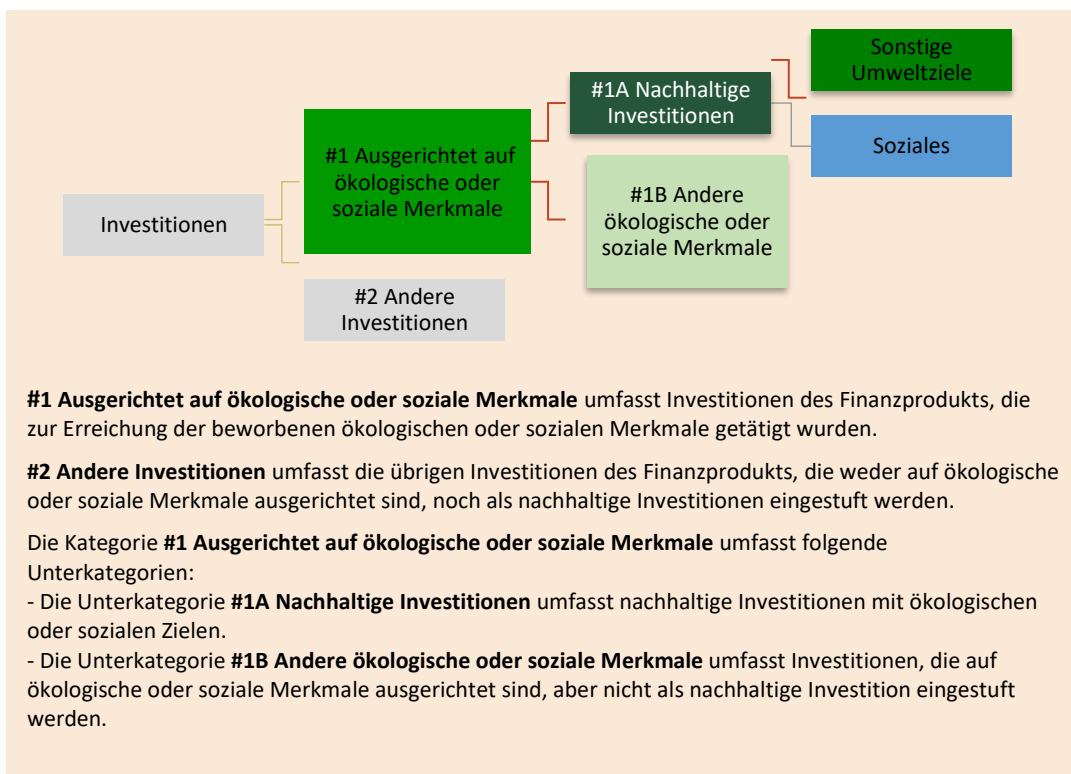 Sonstige
Umweltziele
#1A Nachhaltige
Investitionen
Soziales
#1 Ausgerichtet auf
ökologische oder
soziale Merkmale
#1B Andere
ökologische oder
soziale Merkmale
Investitionen
#2 Andere
Investitionen
#1 Ausgerichtet auf ökologische oder soziale Merkmale umfasst Investitionen des Finanzprodukts, die
zur Erreichung der beworbenen ökologischen oder sozialen Merkmale getätigt wurden.
#2 Andere Investitionen umfasst die übrigen Investitionen des Finanzprodukts, die weder auf ökologische
oder soziale Merkmale ausgerichtet sind, noch als nachhaltige Investitionen eingestuft werden.
Die Kategorie #1 Ausgerichtet auf ökologische oder soziale Merkmale umfasst folgende
Unterkategorien:
- Die Unterkategorie #1A Nachhaltige Investitionen umfasst nachhaltige Investitionen mit ökologischen
oder sozialen Zielen.
- Die Unterkategorie #1B Andere ökologische oder soziale Merkmale umfasst Investitionen, die auf
ökologische oder soziale Merkmale ausgerichtet sind, aber nicht als nachhaltige Investition eingestuft
werden.